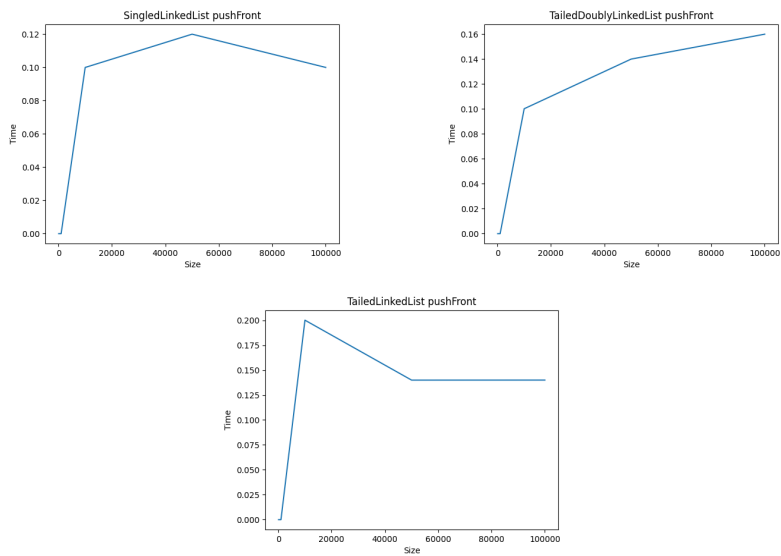 SingledLinkedList pushFront
0.12
0.10
0.08
0.06
0.04
0.02
0.00
Time
0 20000 40000 60000 80000 100000
Size
TailedDoublyLinkedList pushFront
0.16
0.14
0.12
0.10
0.08
0.06
0.04
0.02
0.00
Time
0 20000 40000 60000 80000 100000
Size
TailedLinkedList pushFront
0.200
0.175
0.150
0.125
0.100
0.075
0.050
0.025
0.000
Time
0 20000 40000 60000 80000 100000
Size